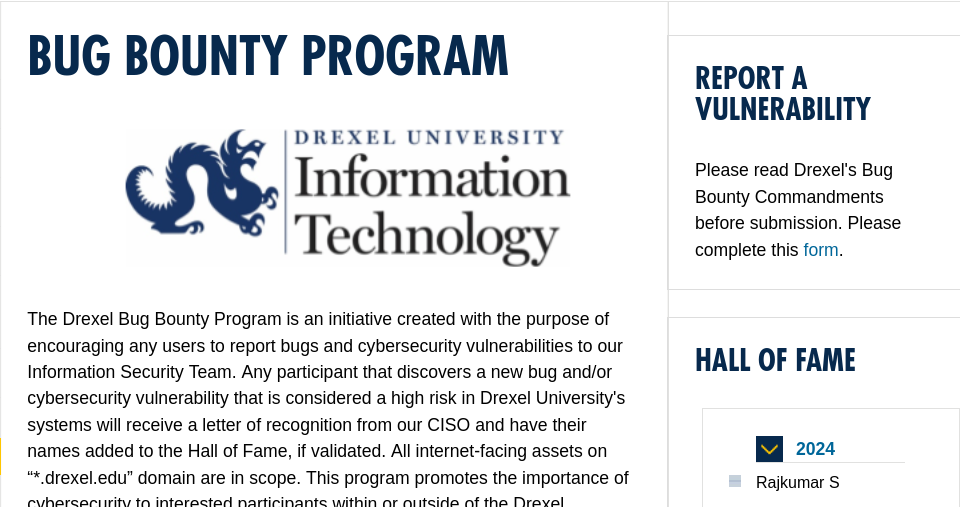 BUG BOUNTY PROGRAM
DREXEL UNIVERSITY
Information
Technology
The Drexel Bug Bounty Program is an initiative created with the purpose of
encouraging any users to report bugs and cybersecurity vulnerabilities to our
Information Security Team. Any participant that discovers a new bug and/or
cybersecurity vulnerability that is considered a high risk in Drexel University's
systems will receive a letter of recognition from our CISO and have their
names added to the Hall of Fame, if validated. All internet-facing assets on
“*.drexel.edu” domain are in scope. This program promotes the importance of
cybersecurity to interested participants within or outside of the Drexel
REPORT A
VULNERABILITY
Please read Drexel's Bug
Bounty Commandments
before submission. Please
complete this form.
HALL OF FAME
2024
Rajkumar S